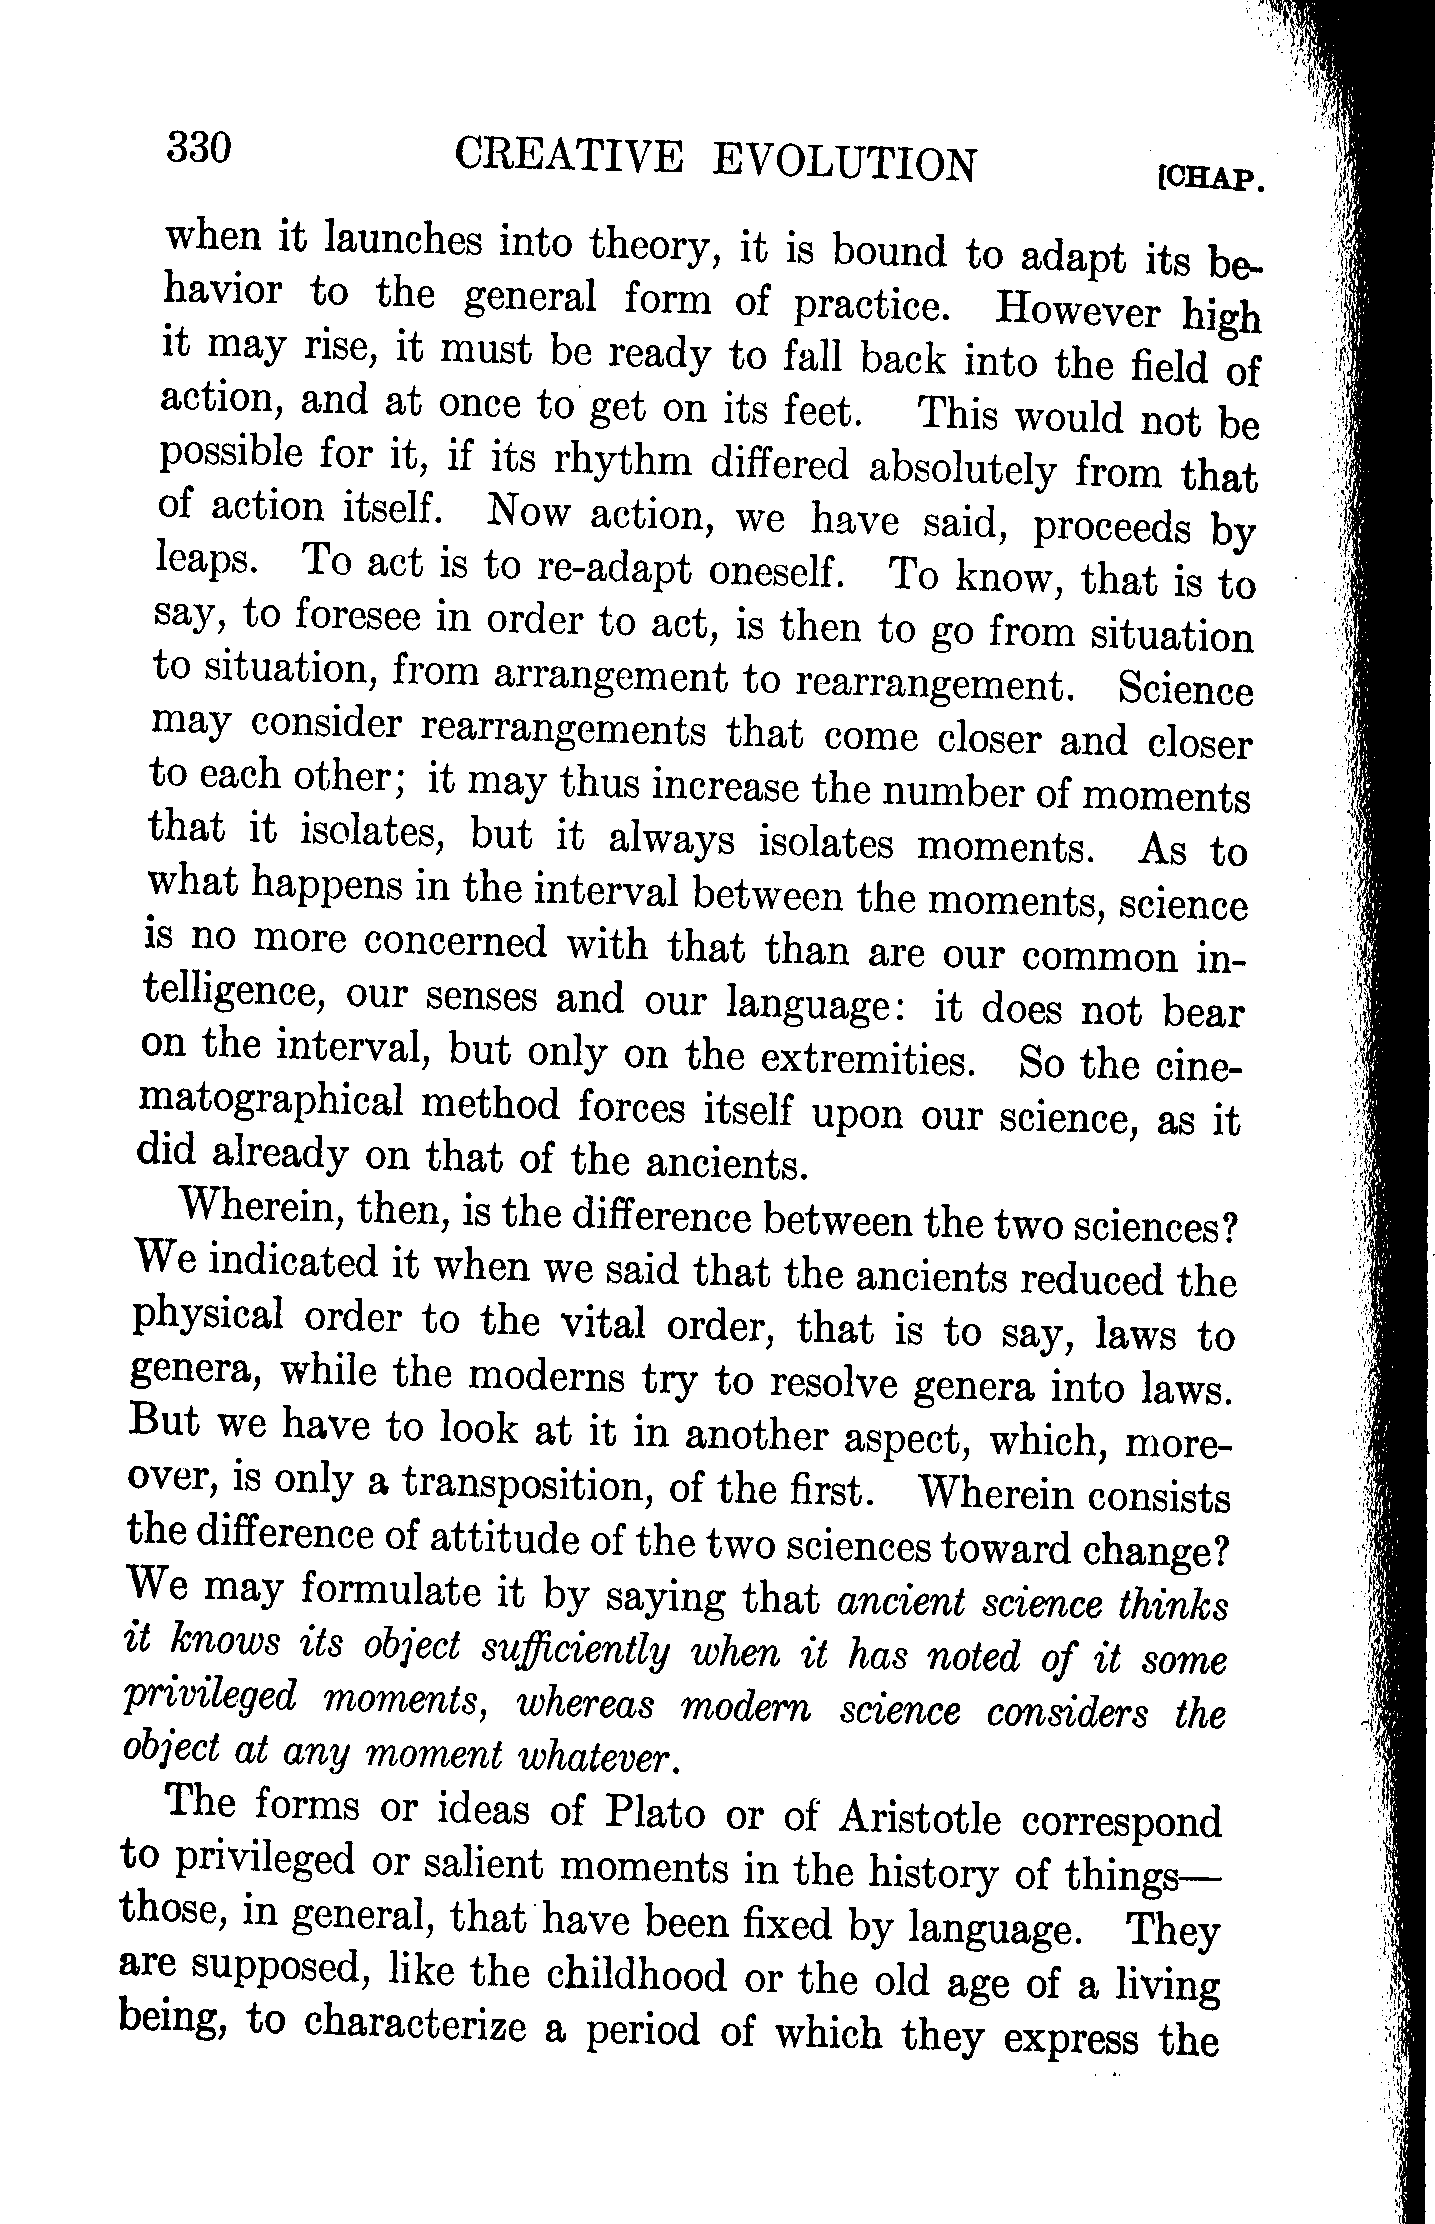 330 CREATIVE EVOLUTION [CHAP.
when it launches into theory, it is bound to adapt its be-
havior to the general form of practice. However high
it may rise, it must be ready to fall back into the field of
action, and at once to get on its feet. This would not be
possible for it, if its rhythm differed absolutely from that
of action itself. Now action, we have said, proceeds by
leaps. To act is to re-adapt oneself. To know, that is to
say, to foresee in order to act, is then to go from situation
to situation, from arrangement to rearrangement. Science
may consider rearrangements that come closer and closer
to each other; it may thus increase the number of moments
that it isolates, but it always isolates moments. As to
what happens in the interval between the moments, science
is no more concerned with that than are our common in-
telligence, our senses and our language: it does not bear
on the interval, but only on the extremities. So the cine-
matographical method forces itself upon our science, as it
did already on that of the ancients.
Wherein, then, is the difference between the two sciences?
We indicated it when we said that the ancients reduced the
physical order to the vital order, that is to say, laws to
genera, while the moderns try to resolve genera into laws.
But we have to look at it in another aspect, which, more-
over, is only a transposition, of the first. Wherein consists
the difference of attitude of the two sciences toward change?
We may formulate it by saying that ancient science thinks
it knows its object sufficiently when it has noted of it some
privileged moments, whereas modern science considers the
object at any moment whatever.
The forms or ideas of Plato or of Aristotle correspond
to privileged or salient moments in the history of things—
those, in general, that have been fixed by language. They
are supposed, like the childhood or the old age of a living
being, to characterize a period of which they express the